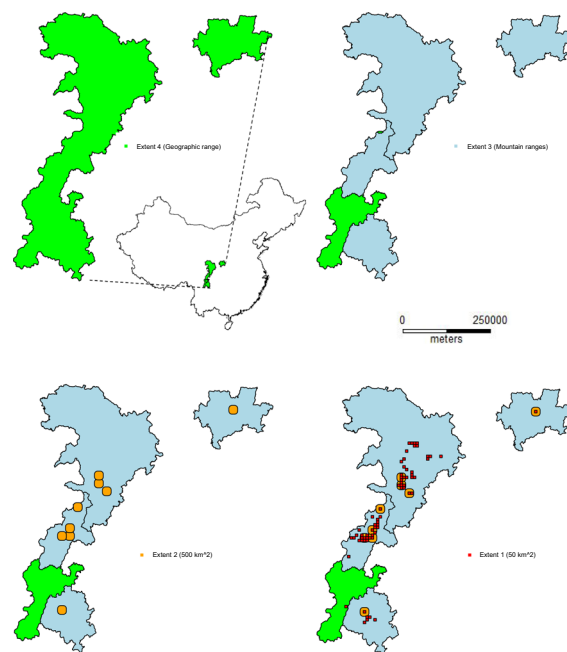 Extent 4 (Geographic range)
Extent 3 (Mountain ranges)
0 250000
meters
Extent 2 (500 km^2)
Extent 1 (50 km^2)